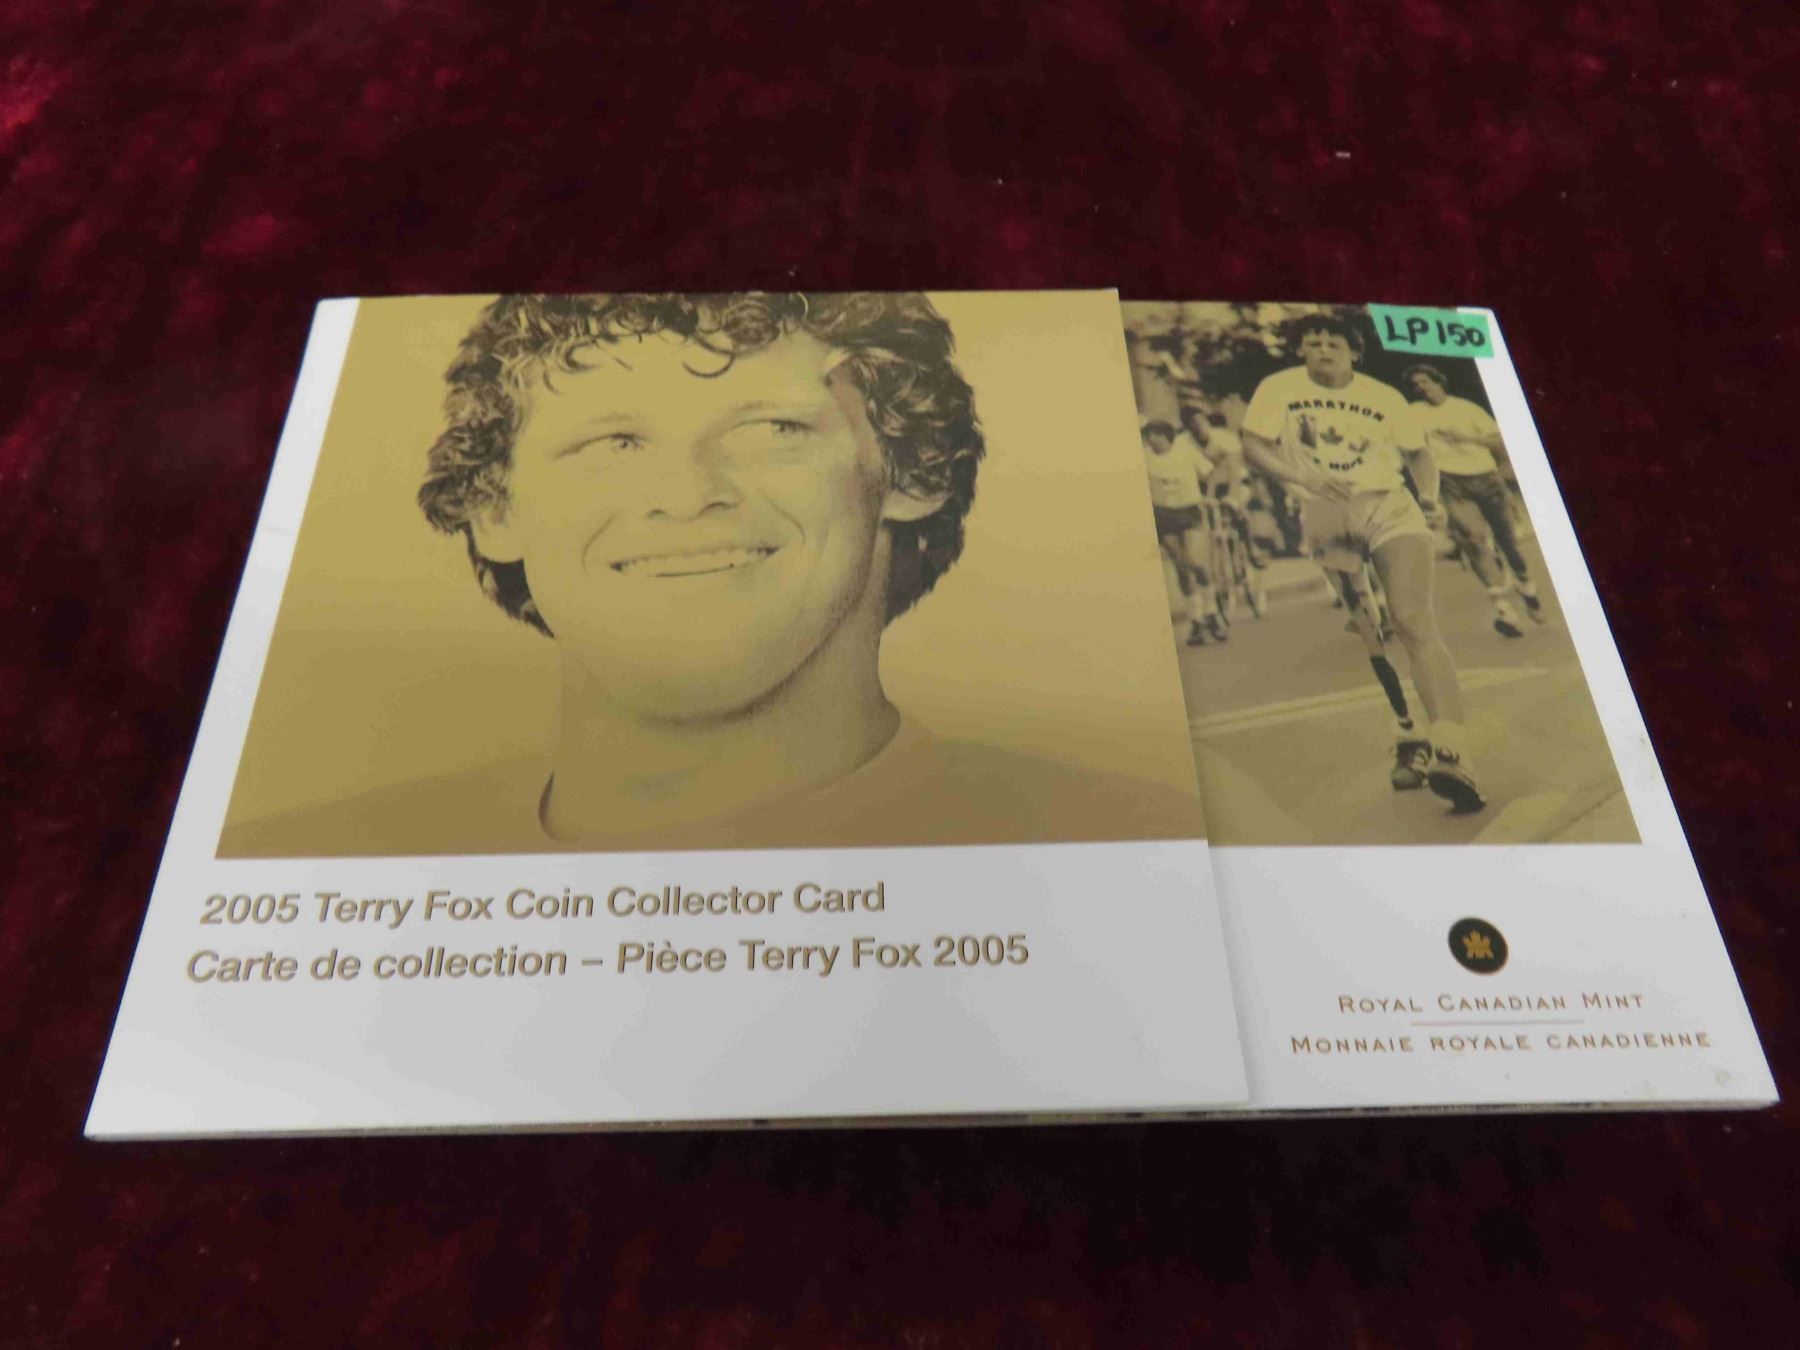 LP150
MARATHON
HOPE
2005 Terry Fox Coin Collector Card
Carte de collection – Pièce Terry Fox 2005
ROYAL CANADIAN MINT
MONNAIE ROYALE CANADIENNE